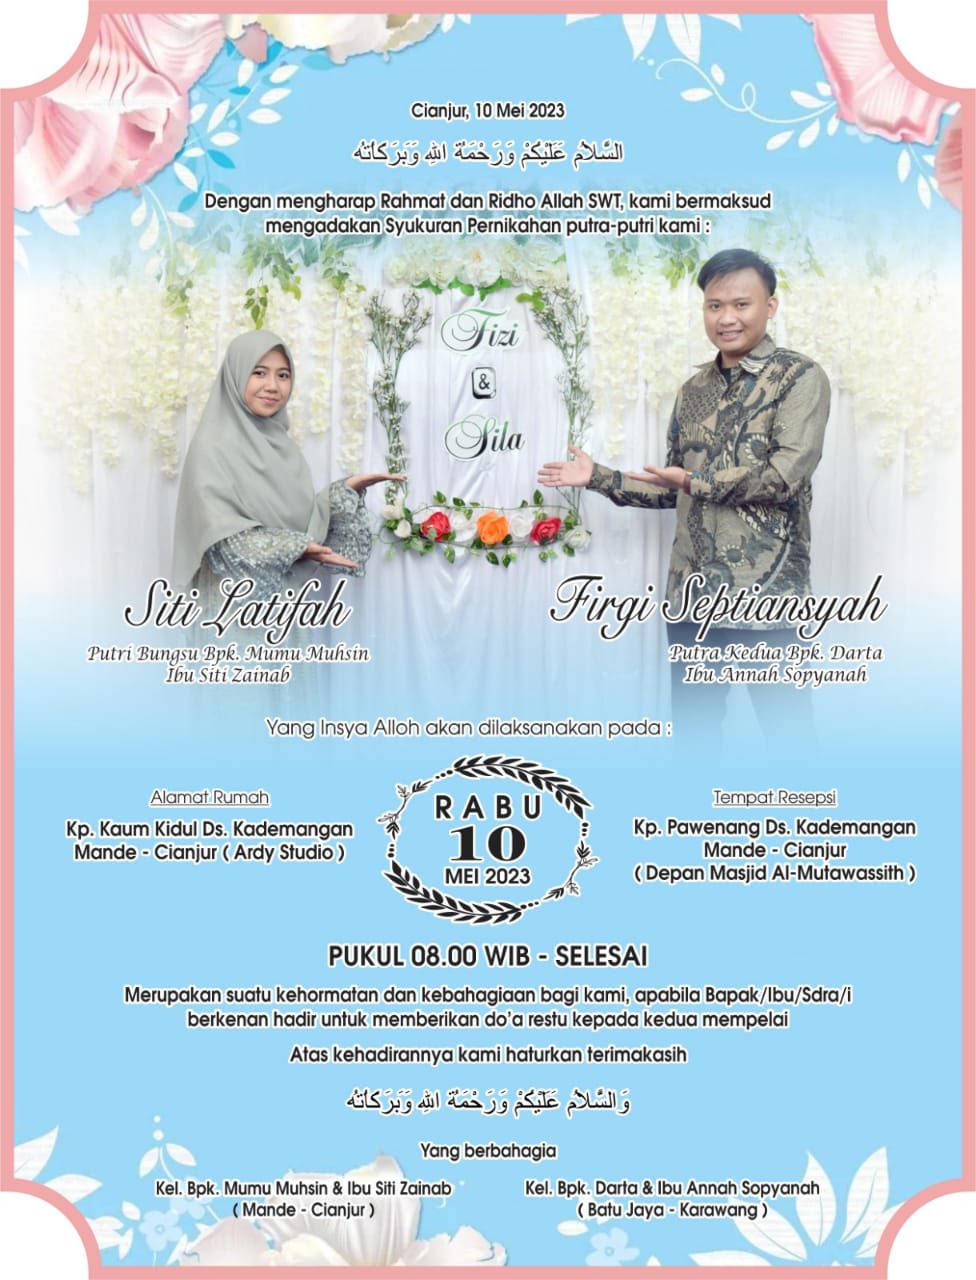 Cianjur, 10 Mei 2023
السَّلاَمُ عَلَيْكُمْ وَرَحْمَةُ اللهِ وَبَرَكَاتُهُ
Dengan mengharap Rahmat dan Ridho Allah SWT, kami bermaksud
mengadakan Syukuran Pernikahan putra-putri kami :
Fizi
&
Sila
Siti Latifah
Putri Bungsu Bpk. Mumu Muhsin
Ibu Siti Zainab
Firgi Septiansyah
Putra Kedua Bpk. Darta
Ibu Annah Sopyanah
Yang Insya Alloh akan dilaksanakan pada :
Alamat Rumah
Kp. Kaum Kidul Ds. Kademangan
Mande - Cianjur ( Ardy Studio )
RABU
10
MEI 2023
Tempat Resepsi
Kp. Pawenang Ds. Kademangan
Mande - Cianjur
( Depan Masjid Al-Mutawassith )
PUKUL 08.00 WIB - SELESAI
Merupakan suatu kehormatan dan kebahagiaan bagi kami, apabila Bapak/Ibu/Sdra/i
berkenan hadir untuk memberikan do'a restu kepada kedua mempelai
Atas kehadirannya kami haturkan terimakasih
وَالسَّلاَمُ عَلَيْكُمْ وَرَحْمَةُ اللهِ وَبَرَكَاتُهُ
Yang berbahagia
Kel. Bpk. Mumu Muhsin & Ibu Siti Zainab
( Mande - Cianjur )
Kel. Bpk. Darta & Ibu Annah Sopyanah
( Batu Jaya - Karawang )